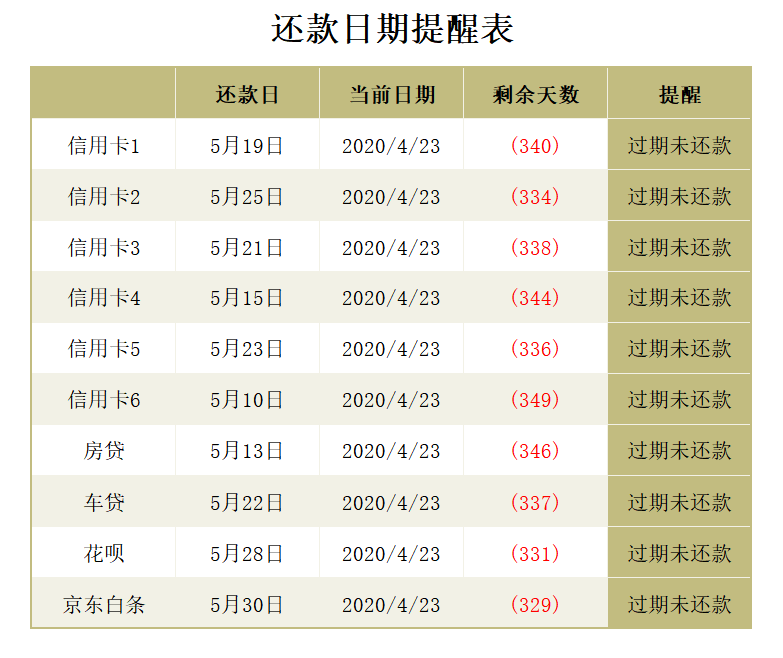 还款日期提醒表
还款日 当前日期 剩余天数 提醒
信用卡1 5月19日 2020/4/23 (340) 过期未还款
信用卡2 5月25日 2020/4/23 (334) 过期未还款
信用卡3 5月21日 2020/4/23 (338) 过期未还款
信用卡4 5月15日 2020/4/23 (344) 过期未还款
信用卡5 5月23日 2020/4/23 (336) 过期未还款
信用卡6 5月10日 2020/4/23 (349) 过期未还款
房贷 5月13日 2020/4/23 (346) 过期未还款
车贷 5月22日 2020/4/23 (337) 过期未还款
花呗 5月28日 2020/4/23 (331) 过期未还款
京东白条 5月30日 2020/4/23 (329) 过期未还款